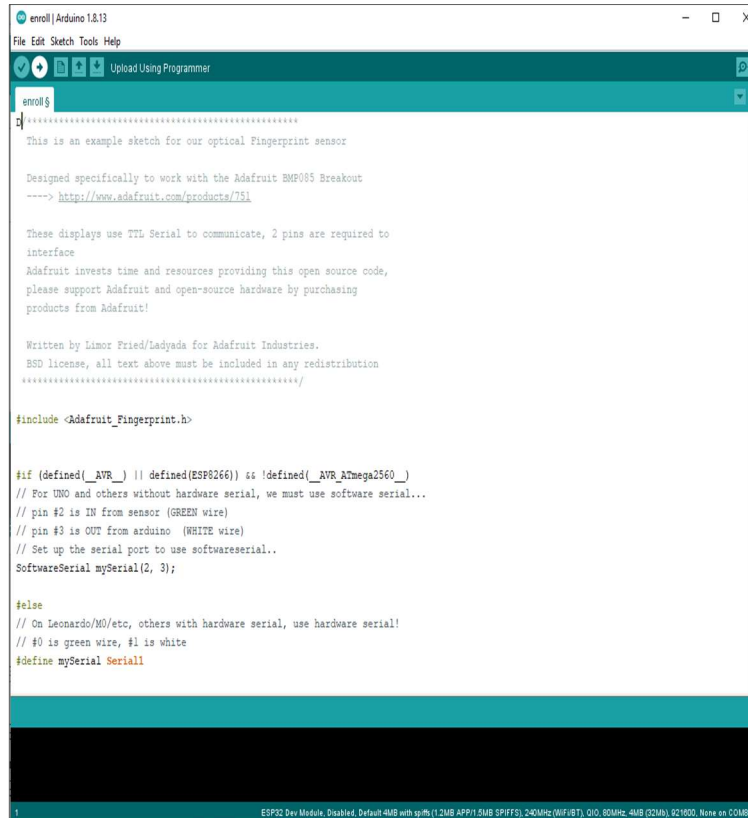 enroll | Arduino 1.8.13
File Edit Sketch Tools Help
Upload Using Programmer
enroll §
D/***************************************************
This is an example sketch for our optical Fingerprint sensor
Designed specifically to work with the Adafruit BMP085 Breakout
----> http://www.adafruit.com/products/751
These displays use TTL Serial to communicate, 2 pins are required to
interface
Adafruit invests time and resources providing this open source code,
please support Adafruit and open-source hardware by purchasing
products from Adafruit!
Written by Limor Fried/Ladyada for Adafruit Industries.
BSD license, all text above must be included in any redistribution
****************************************************/
#include <Adafruit_Fingerprint.h>
#if (defined(__AVR__) || defined(ESP8266)) && !defined(__AVR_ATmega2560__)
// For UNO and others without hardware serial, we must use software serial...
// pin #2 is IN from sensor (GREEN wire)
// pin #3 is OUT from arduino  (WHITE wire)
// Set up the serial port to use softwareserial..
SoftwareSerial mySerial(2, 3);
#else
// On Leonardo/M0/etc, others with hardware serial, use hardware serial!
// #0 is green wire, #1 is white
#define mySerial Serial1
1
ESP32 Dev Module, Disabled, Default 4MB with spiffs (1.2MB APP/1.5MB SPIFFS), 240MHz (WiFi/BT), QIO, 80MHz, 4MB (32Mb), 921600, None on COM8